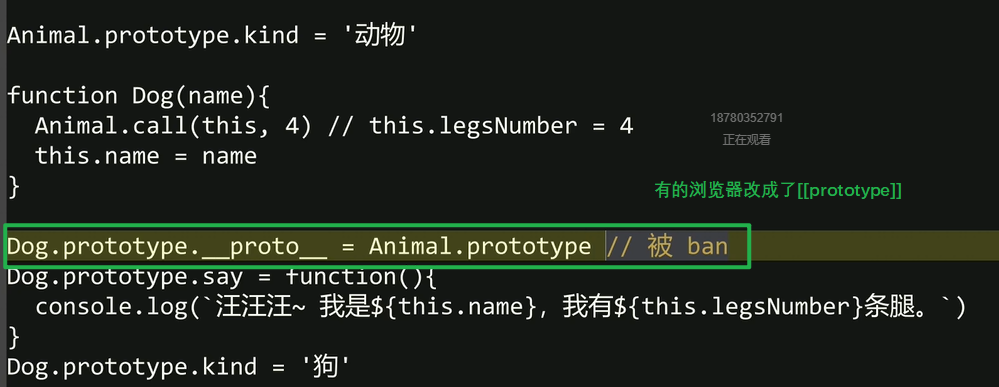 Animal.prototype.kind = '动物'
function Dog(name){
  Animal.call(this, 4) // this.legsNumber = 4
  this.name = name
}
18780352791
正在观看
有的浏览器改成了[[prototype]]
Dog.prototype.__proto__ = Animal.prototype // 被 ban
Dog.prototype.say = function(){
  console.log(`汪汪汪~ 我是${this.name}，我有${this.legsNumber}条腿。`)
}
Dog.prototype.kind = '狗'